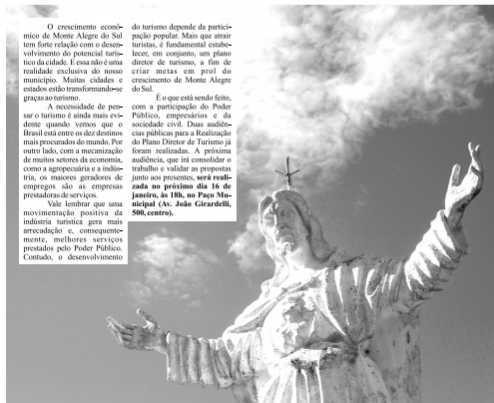 O crescimento econô-
mico de Monte Alegre do Sul
tem forte relação com o desen-
volvimento do potencial turís-
tico da cidade. E essa não é uma
realidade exclusiva do nosso
município. Muitas cidades e
estados estão transformando-se
graças ao turismo.
A necessidade de pen-
sar o turismo é ainda mais evi-
dente quando vemos que o
Brasil está entre os dez destinos
mais procurados do mundo. Por
outro lado, com a mecanização
de muitos setores da economia,
como a agropecuária e a indús-
tria, os maiores geradores de
empregos são as empresas
prestadoras de serviços.
Vale lembrar que uma
movimentação positiva da
indústria turística gera mais
arrecadação e, consequente-
mente, melhores serviços
prestados pelo Poder Público.
Contudo, o desenvolvimento
do turismo depende da partici-
pação popular. Mais que atrair
turistas, é fundamental estabe-
lecer, em conjunto, um plano
diretor de turismo, a fim de
criar metas em prol do
crescimento de Monte Alegre
do Sul.
É o que está sendo feito,
com a participação do Poder
Público, empresários e da
sociedade civil. Duas audiên-
cias públicas para a Realização
do Plano Diretor de Turismo já
foram realizadas. A próxima
audiência, que irá consolidar o
trabalho e validar as propostas
junto aos presentes, será reali-
zada no próximo dia 16 de
janeiro, às 18h, no Paço Mu-
nicipal (Av. João Girardelli,
500, centro).